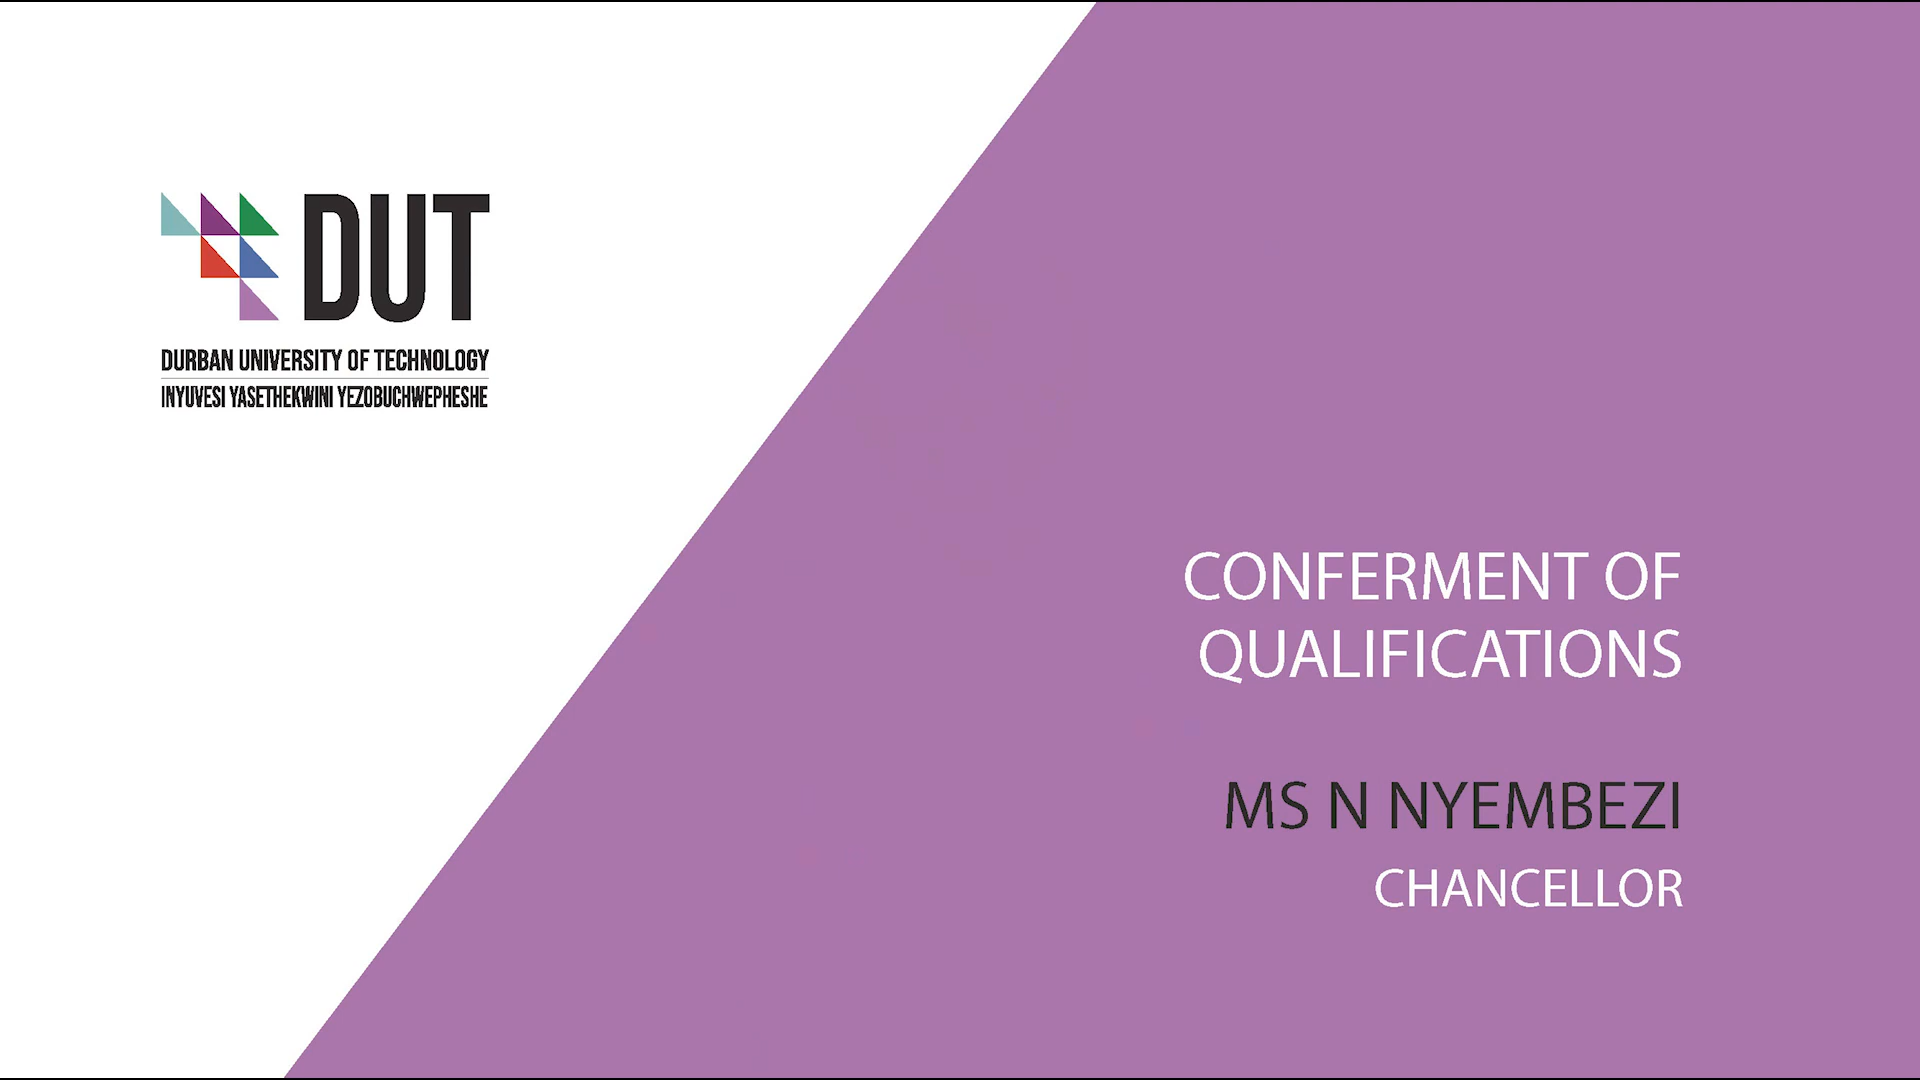 DUT
DURBAN UNIVERSITY OF TECHNOLOGY
INYUVESI YASETHEKWINI YEZOBUCHWEPHESHE
CONFERMENT OF
QUALIFICATIONS
MS N NYEMBEZI
CHANCELLOR